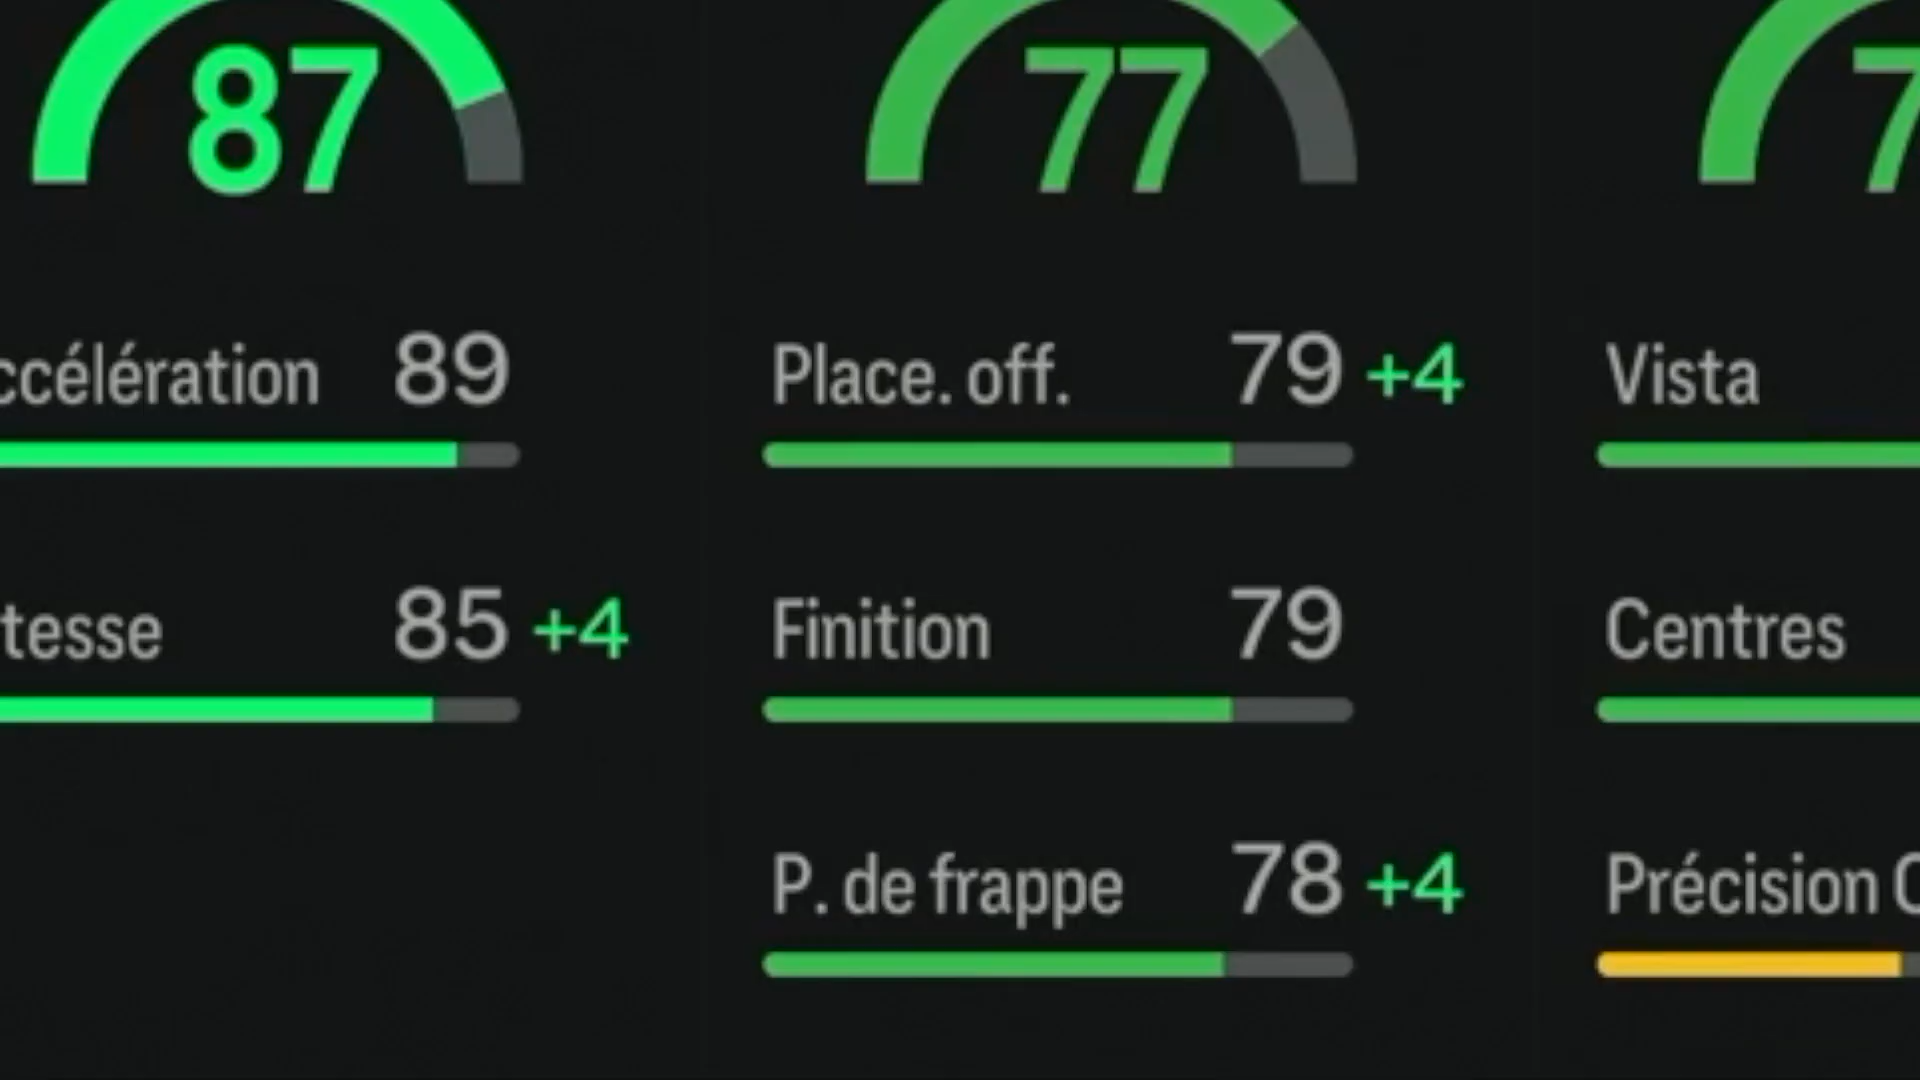 87
ccélération 89
tesse 85 +4
77
Place. off. 79 +4
Finition 79
P. de frappe 78 +4
7
Vista
Centres
Précision